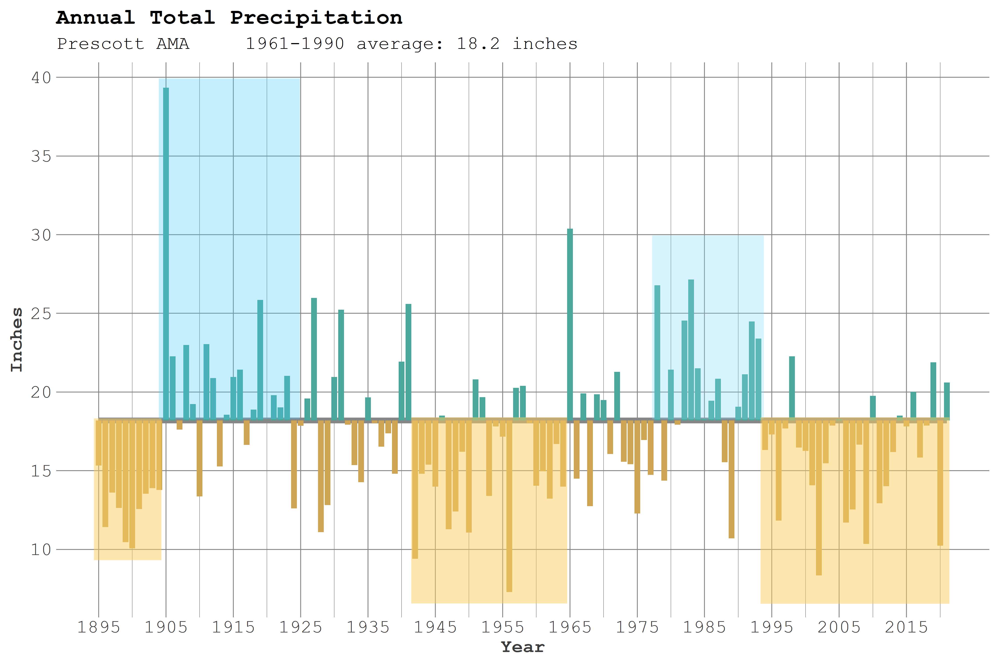 Annual Total Precipitation
Prescott AMA 1961-1990 average: 18.2 inches
40
35
30
25
20
15
10
Inches
1895 1905 1915 1925 1935 1945 1955 1965 1975 1985 1995 2005 2015
Year